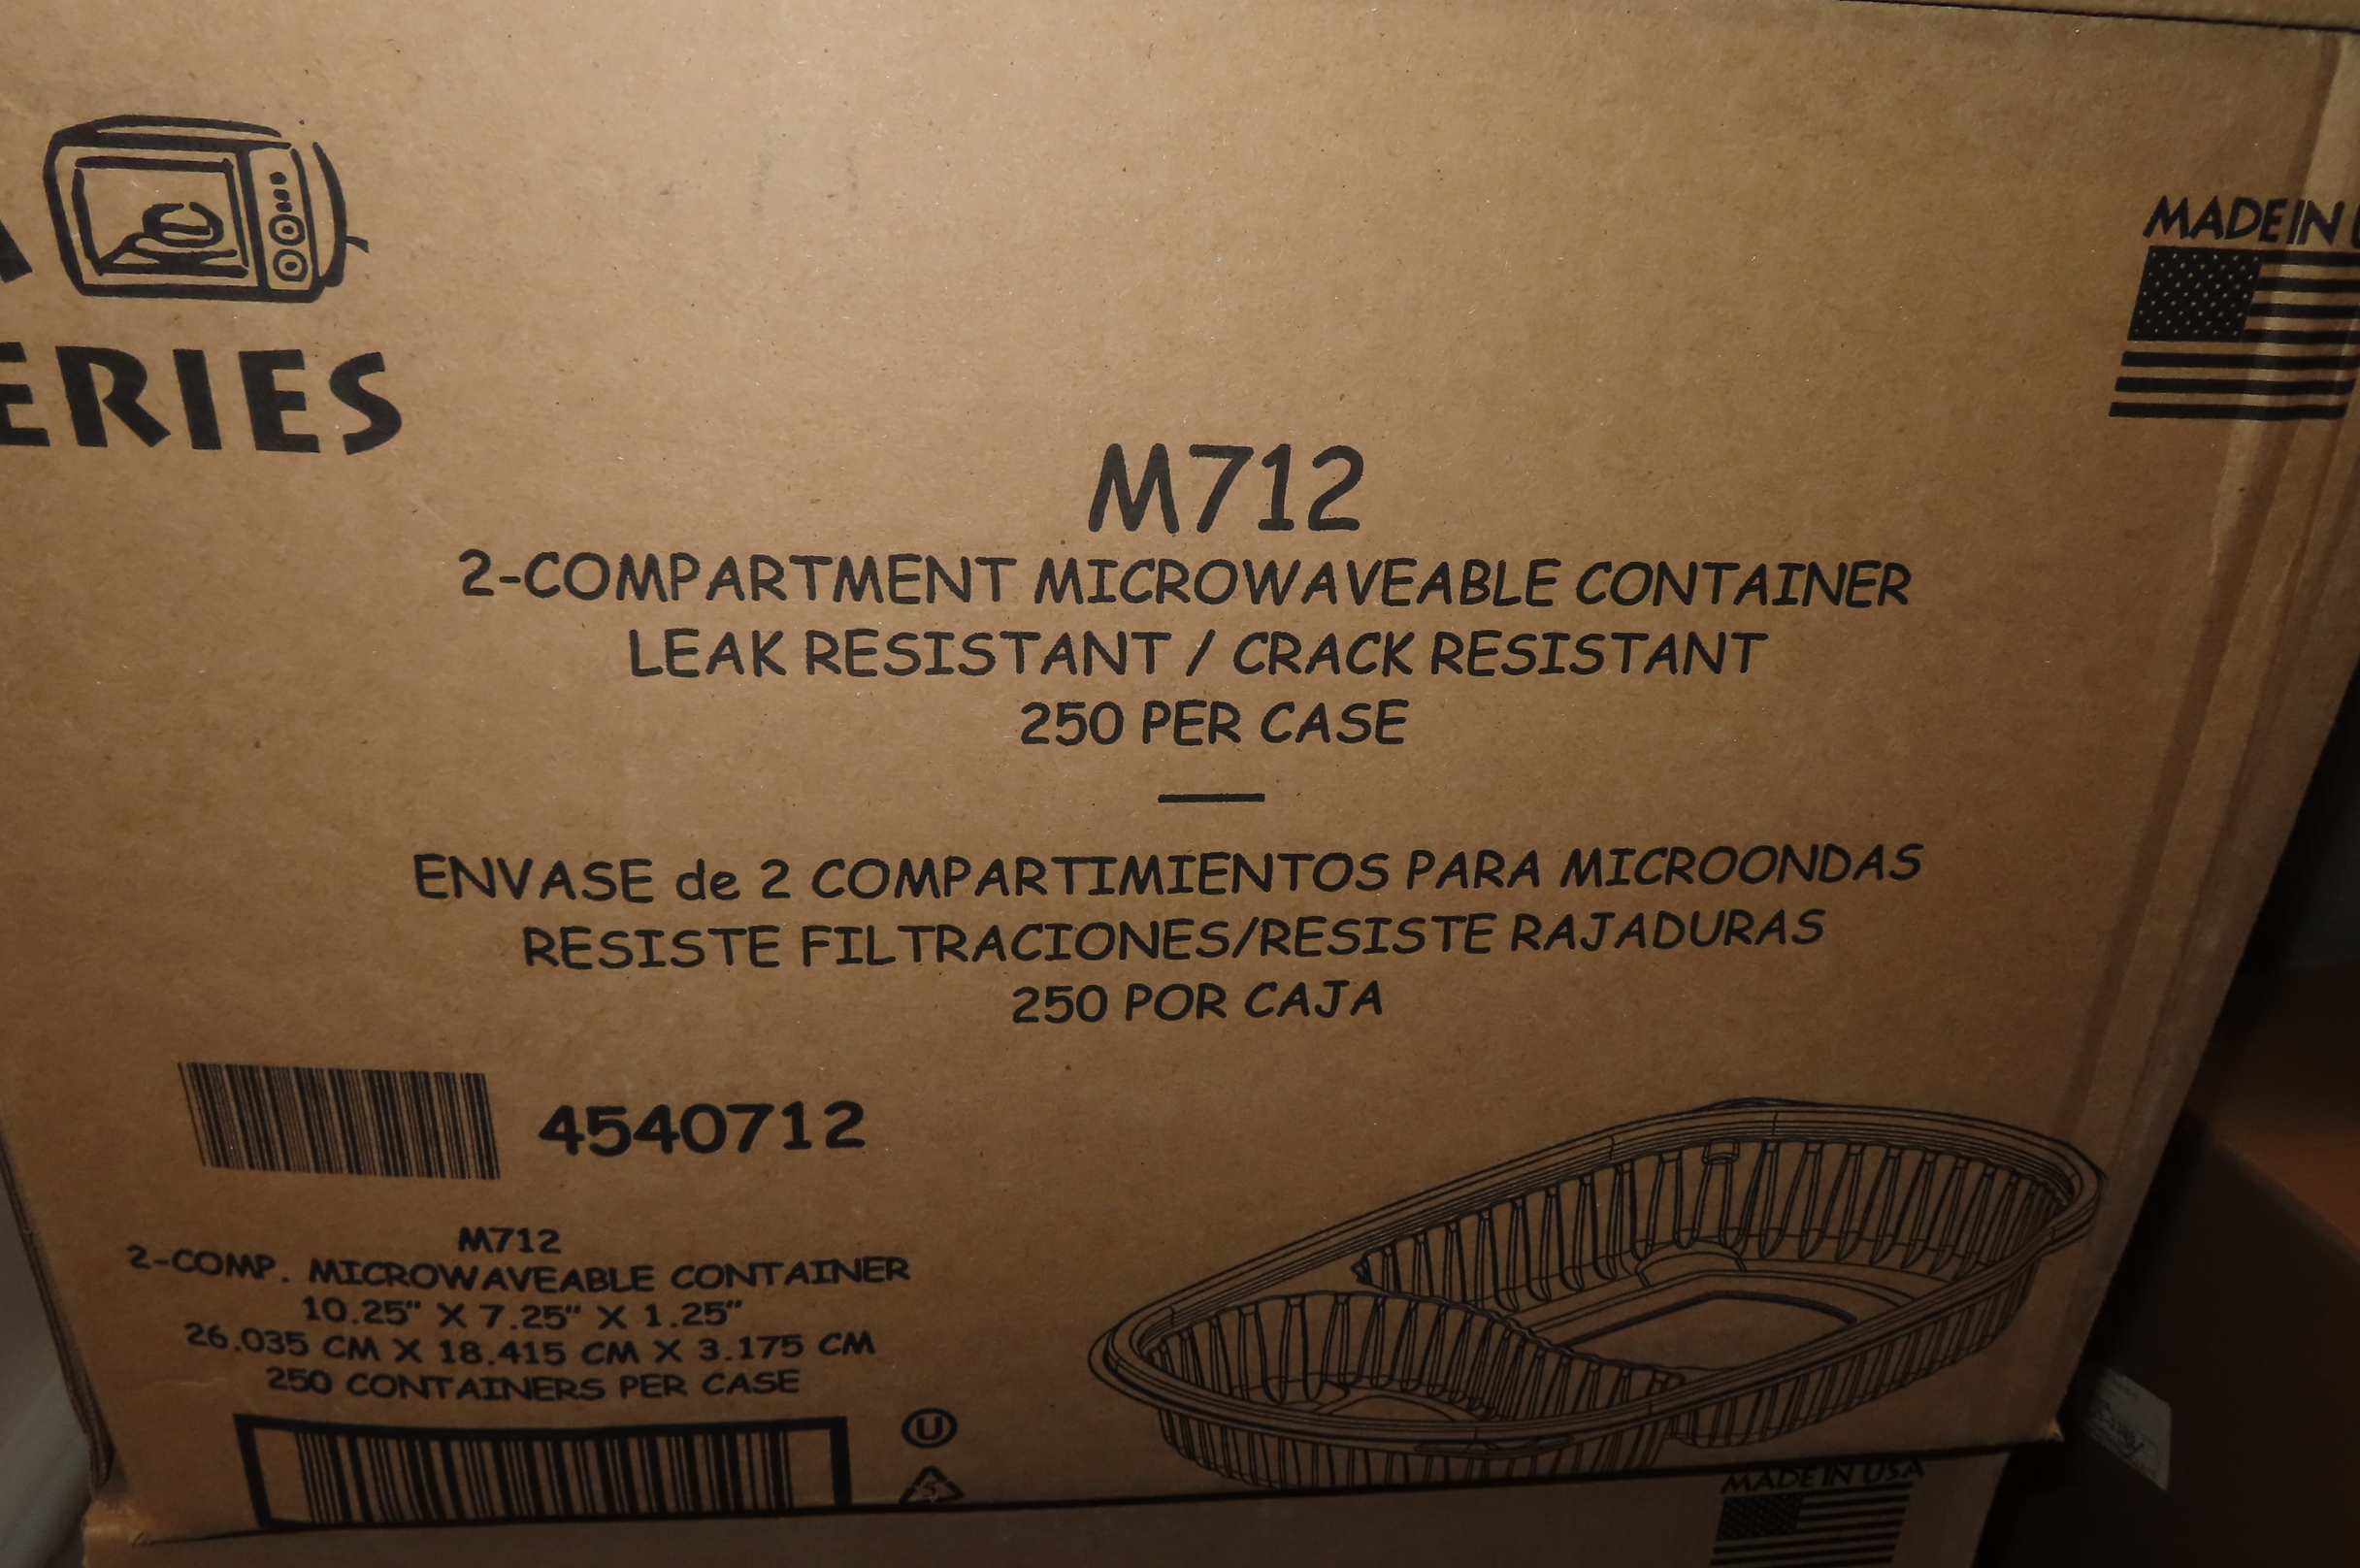 ERIES
MADE IN
M712
2-COMPARTMENT MICROWAVEABLE CONTAINER
LEAK RESISTANT / CRACK RESISTANT
250 PER CASE
ENVASE de 2 COMPARTIMIENTOS PARA MICROONDAS
RESISTE FILTRACIONES/RESISTE RAJADURAS
250 POR CAJA
4540712
M712
2-COMP. MICROWAVEABLE CONTAINER
10.25" X 7.25" X 1.25"
26.035 CM X 18.415 CM X 3.175 CM
250 CONTAINERS PER CASE
U
5
MADE IN USA